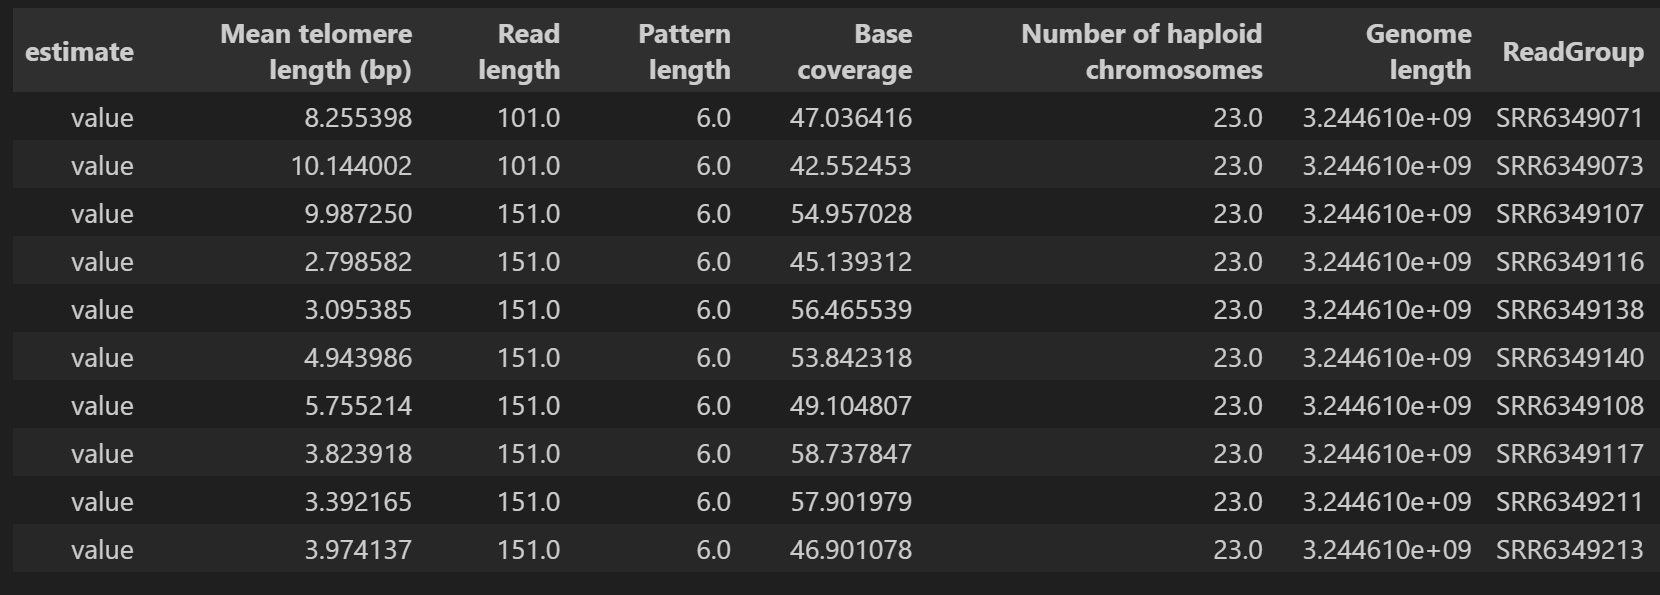 estimate Mean telomere length (bp) Read length Pattern length Base coverage Number of haploid chromosomes Genome length ReadGroup
value 8.255398 101.0 6.0 47.036416 23.0 3.244610e+09 SRR6349071
value 10.144002 101.0 6.0 42.552453 23.0 3.244610e+09 SRR6349073
value 9.987250 151.0 6.0 54.957028 23.0 3.244610e+09 SRR6349107
value 2.798582 151.0 6.0 45.139312 23.0 3.244610e+09 SRR6349116
value 3.095385 151.0 6.0 56.465539 23.0 3.244610e+09 SRR6349138
value 4.943986 151.0 6.0 53.842318 23.0 3.244610e+09 SRR6349140
value 5.755214 151.0 6.0 49.104807 23.0 3.244610e+09 SRR6349108
value 3.823918 151.0 6.0 58.737847 23.0 3.244610e+09 SRR6349117
value 3.392165 151.0 6.0 57.901979 23.0 3.244610e+09 SRR6349211
value 3.974137 151.0 6.0 46.901078 23.0 3.244610e+09 SRR6349213